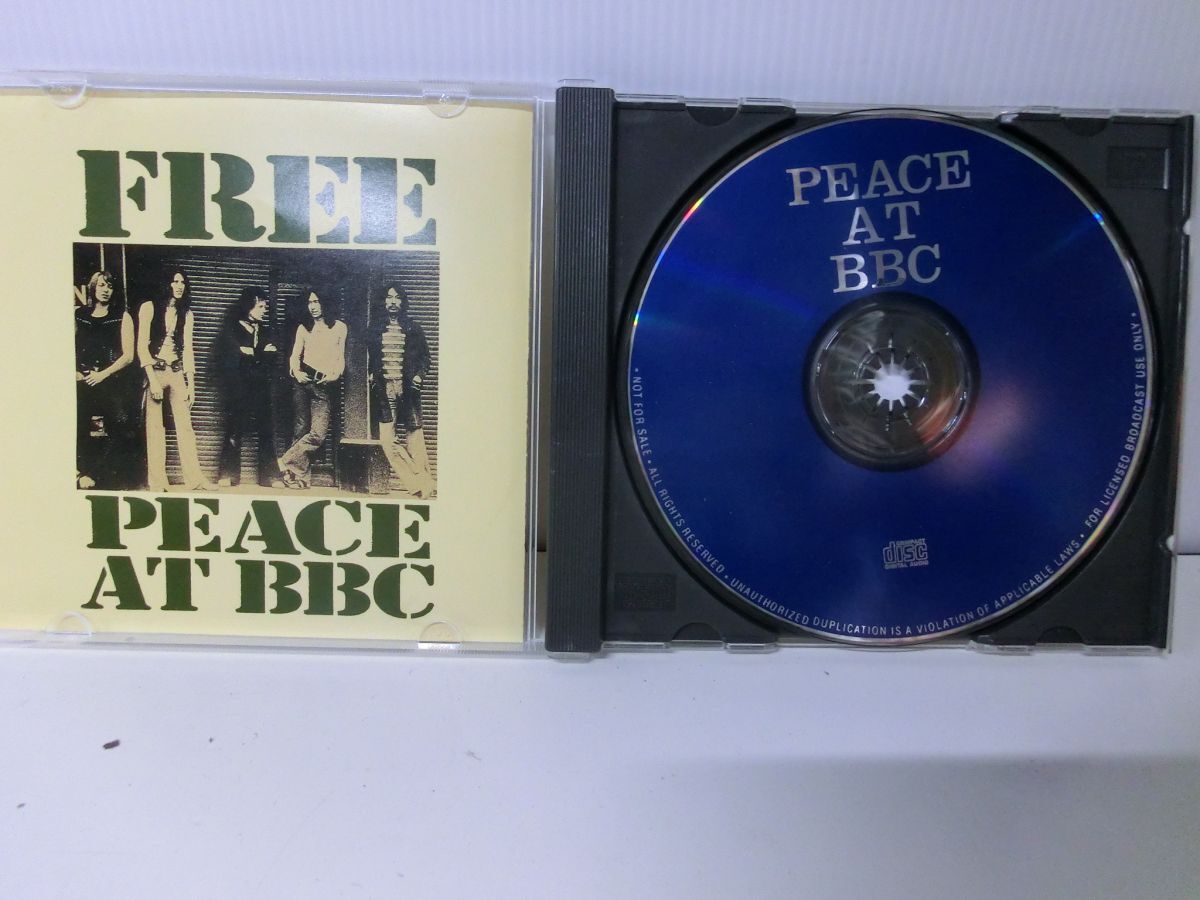 FREE
PEACE
AT BBC
PEACE
AT
BBC
COMPACT
disc
DIGITAL AUDIO
• NOT FOR SALE • ALL RIGHTS RESERVED • UNAUTHORIZED DUPLICATION IS A VIOLATION OF APPLICABLE LAWS • FOR LICENSED BROADCAST USE ONLY •